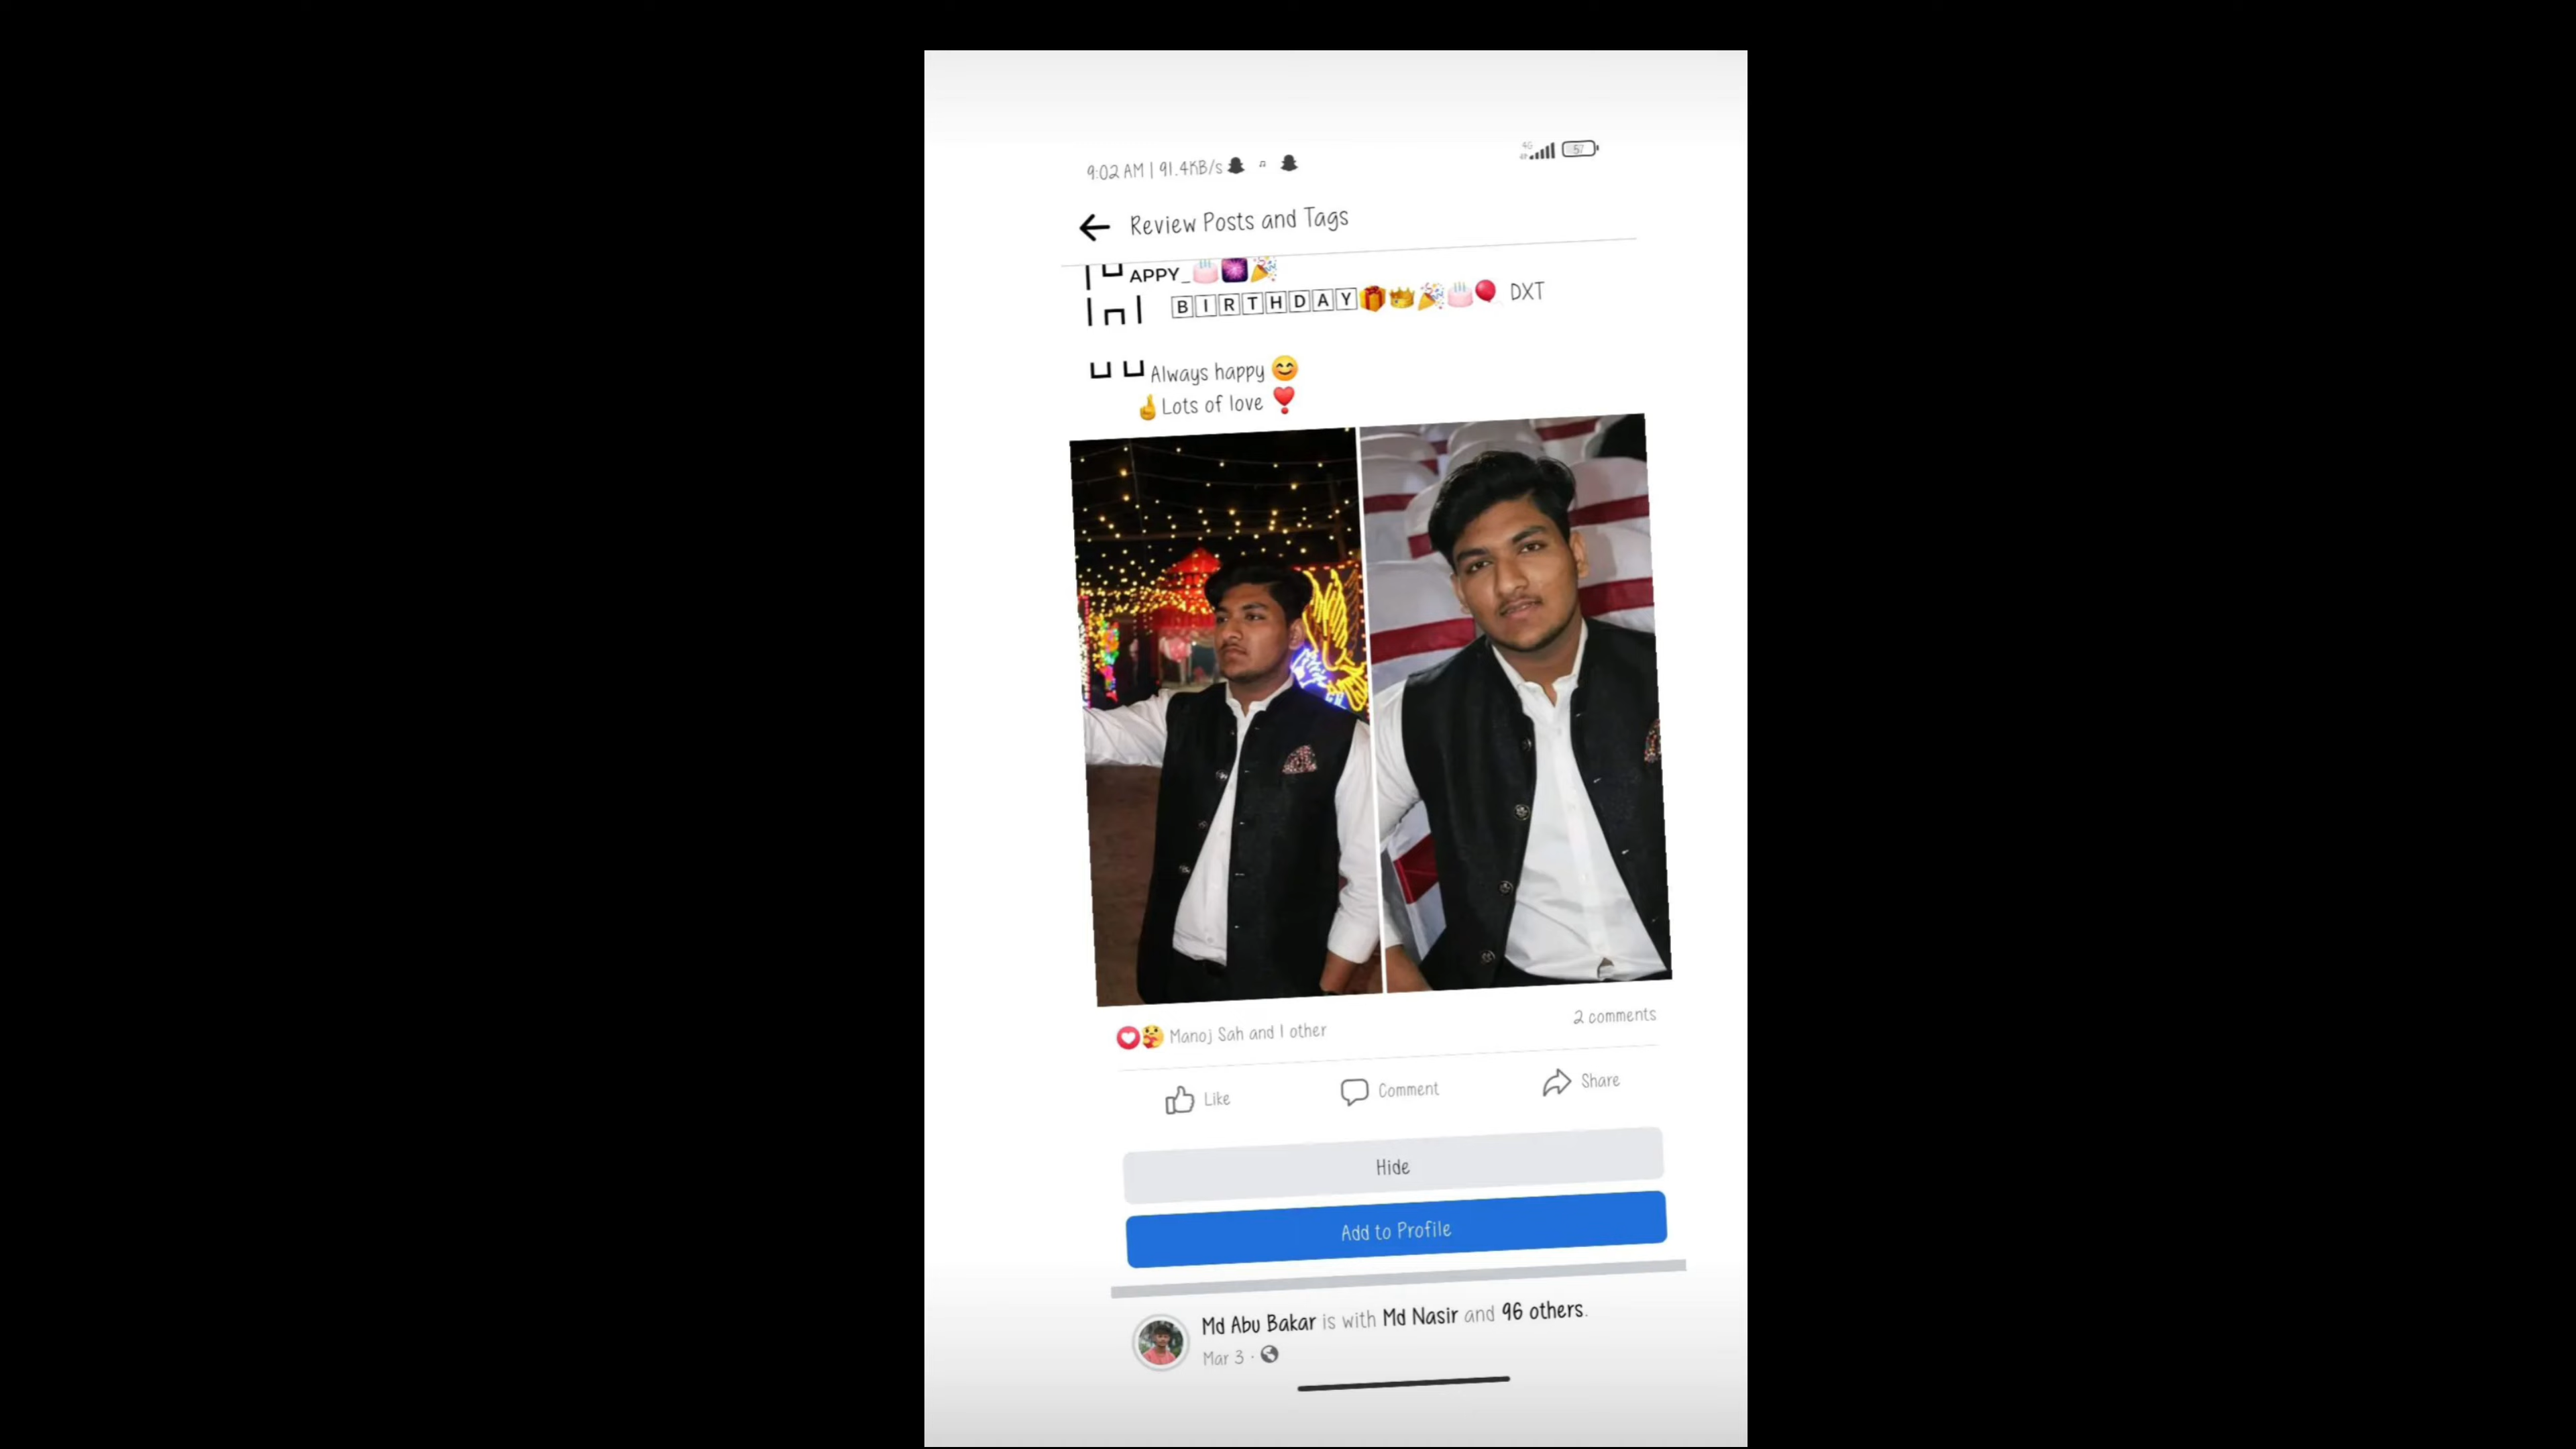 9:02 AM | 91.4KB/s
4G
57
Review Posts and Tags
APPY_🎂🎆🎉
🄱🄸🅁🅃🄷🄳🄰🅈🎁👑🎉🎂🎈 DXT
Always happy 😊
🤞Lots of love ❣️
Manoj Sah and 1 other
2 comments
Like
Comment
Share
Hide
Add to Profile
Md Abu Bakar is with Md Nasir and 96 others.
Mar 3 ·